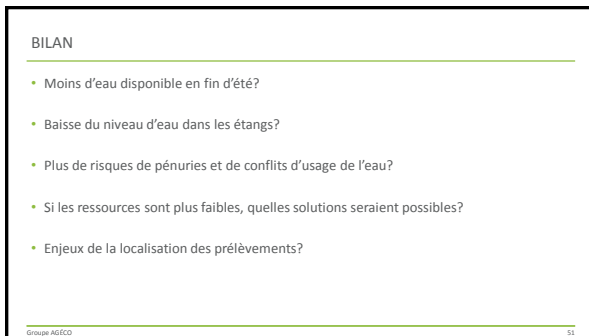 BILAN
• Moins d'eau disponible en fin d'été?
• Baisse du niveau d'eau dans les étangs?
• Plus de risques de pénuries et de conflits d'usage de l'eau?
• Si les ressources sont plus faibles, quelles solutions seraient possibles?
• Enjeux de la localisation des prélèvements?
Groupe AGÉCO 51